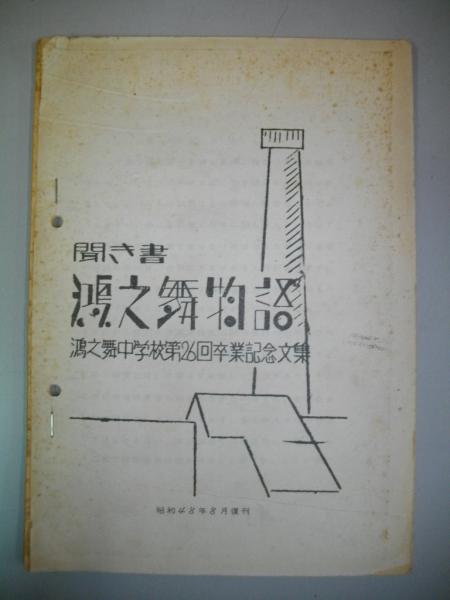 聞き書
鴻之舞物語
鴻之舞中学校第26回卒業記念文集
昭和48年8月復刊